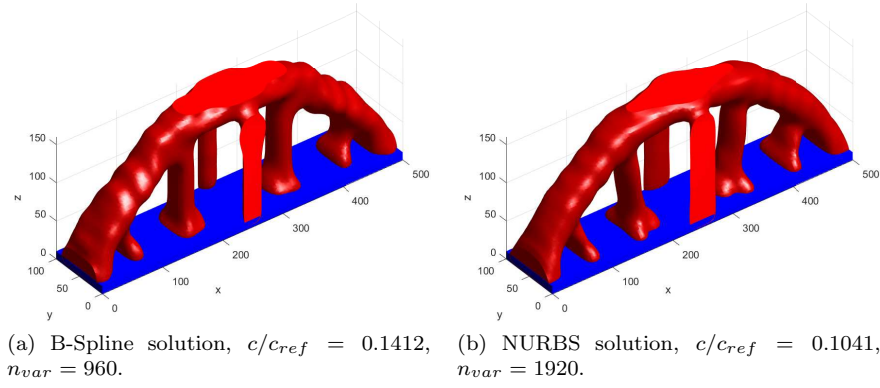 150
100
50
0
z
100
50
0
y
0
100
200
300
400
500
x
150
100
50
0
z
100
50
0
y
0
100
200
300
400
500
x
(a) B-Spline solution, c/c_ref = 0.1412,
n_var = 960.
(b) NURBS solution, c/c_ref = 0.1041,
n_var = 1920.